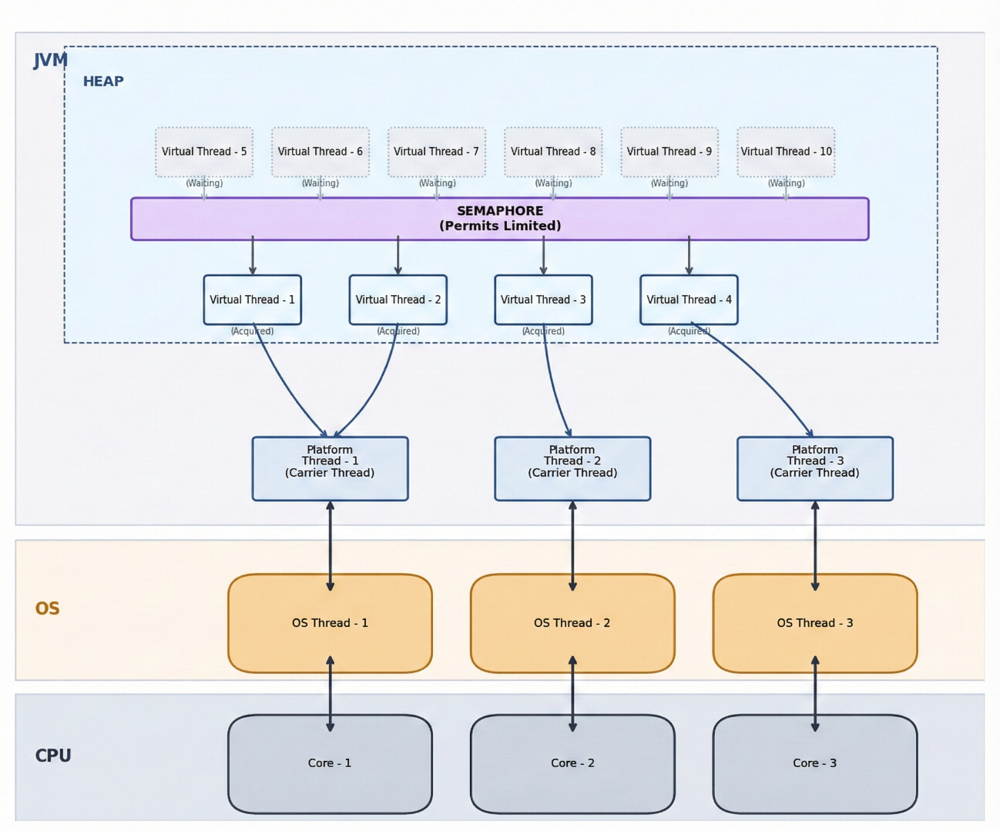 JVM
HEAP
Virtual Thread - 5
Virtual Thread - 6
Virtual Thread - 7
Virtual Thread - 8
Virtual Thread - 9
Virtual Thread - 10
(Waiting)
(Waiting)
(Waiting)
(Waiting)
(Waiting)
(Waiting)
SEMAPHORE
(Permits Limited)
Virtual Thread - 1
Virtual Thread - 2
Virtual Thread - 3
Virtual Thread - 4
(Acquired)
(Acquired)
(Acquired)
(Acquired)
Platform
Thread - 1
(Carrier Thread)
Platform
Thread - 2
(Carrier Thread)
Platform
Thread - 3
(Carrier Thread)
OS
OS Thread - 1
OS Thread - 2
OS Thread - 3
CPU
Core - 1
Core - 2
Core - 3